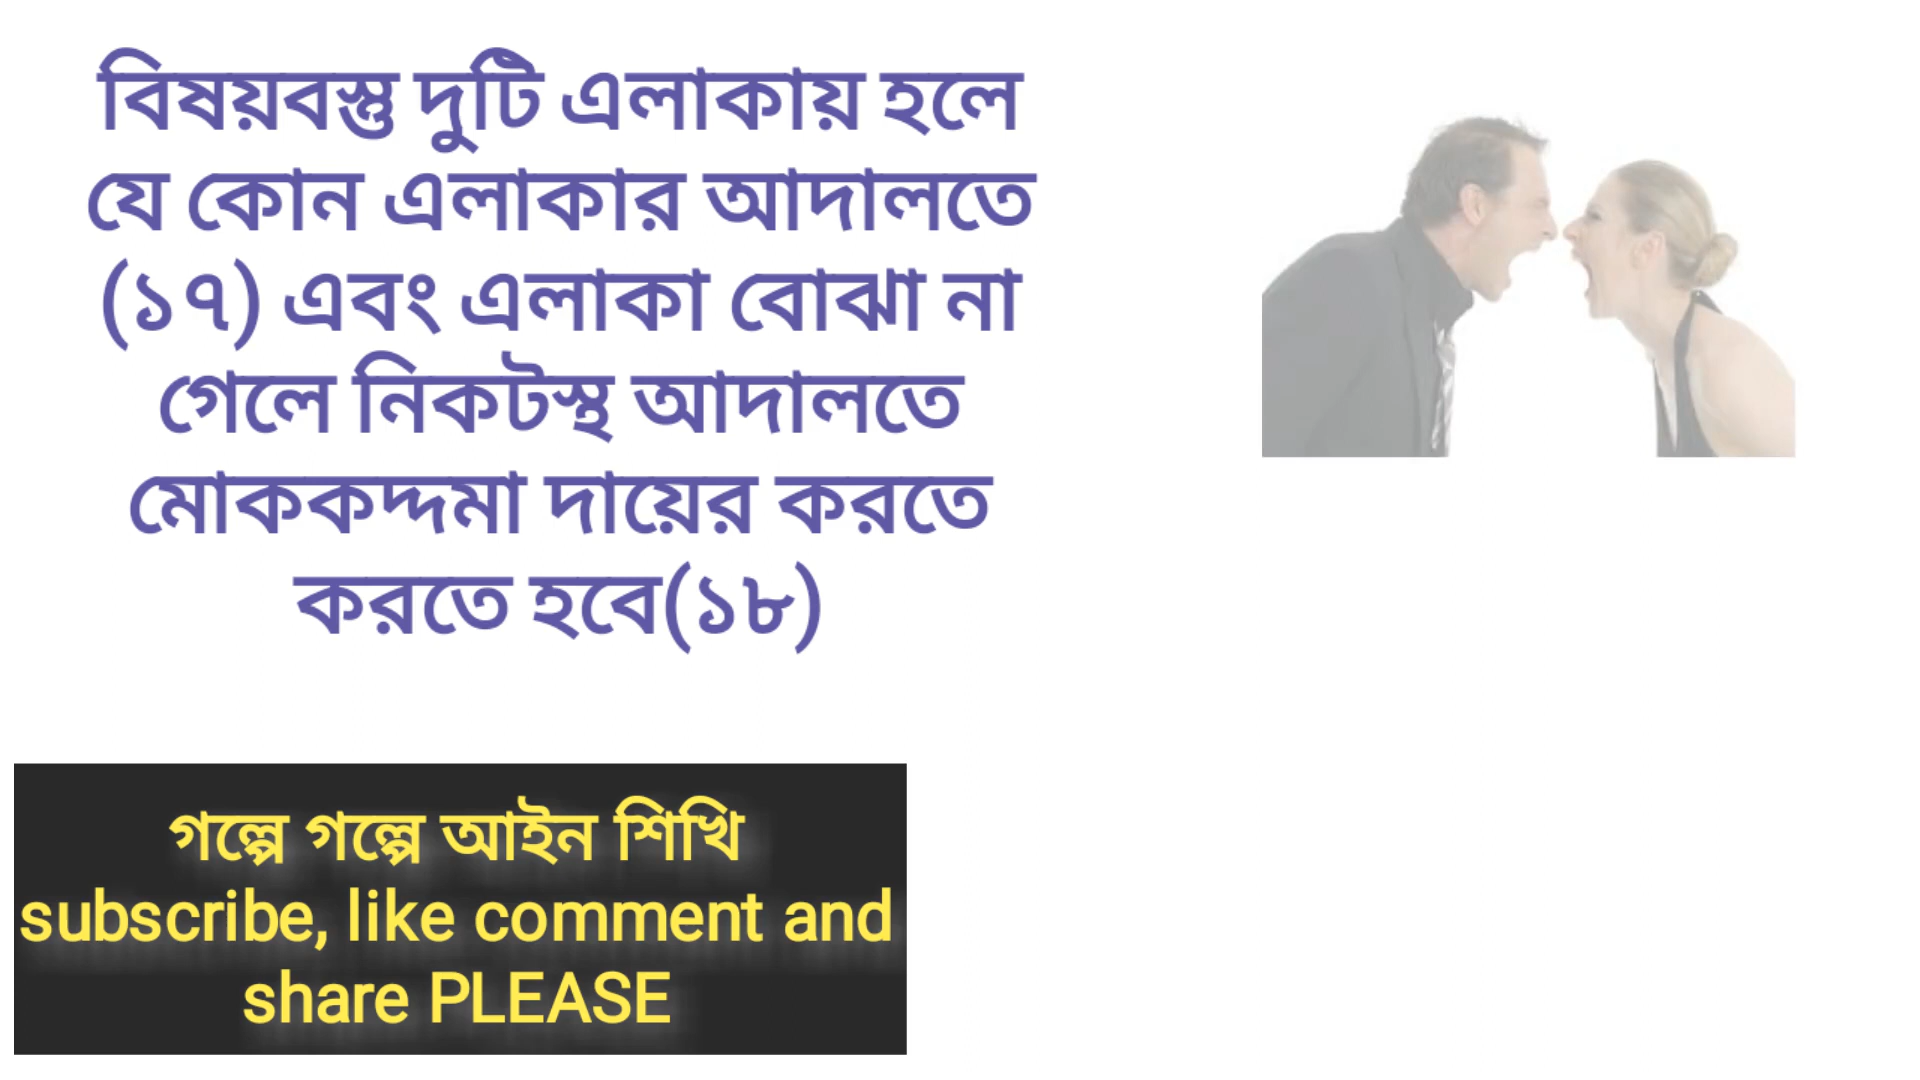 বিষয়বস্তু দুটি এলাকায় হলে
যে কোন এলাকার আদালতে
(১৭) এবং এলাকা বোঝা না
গেলে নিকটস্থ আদালতে
মোককদ্দমা দায়ের করতে
করতে হবে(১৮)
গল্পে গল্পে আইন শিখি
subscribe, like comment and
share PLEASE